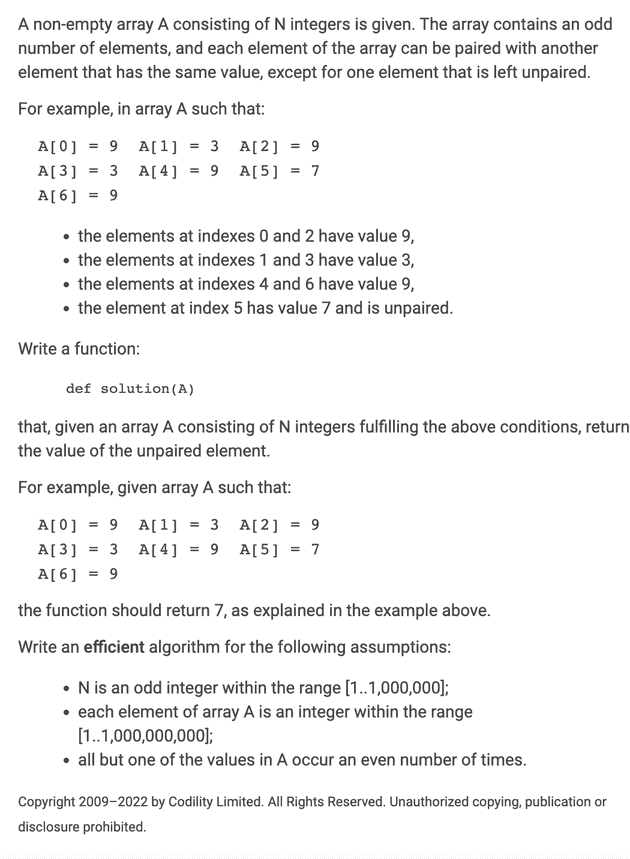 A non-empty array A consisting of N integers is given. The array contains an odd
number of elements, and each element of the array can be paired with another
element that has the same value, except for one element that is left unpaired.
For example, in array A such that:
A[0] = 9  A[1] = 3  A[2] = 9
A[3] = 3  A[4] = 9  A[5] = 7
A[6] = 9
• the elements at indexes 0 and 2 have value 9,
• the elements at indexes 1 and 3 have value 3,
• the elements at indexes 4 and 6 have value 9,
• the element at index 5 has value 7 and is unpaired.
Write a function:
def solution(A)
that, given an array A consisting of N integers fulfilling the above conditions, return
the value of the unpaired element.
For example, given array A such that:
A[0] = 9  A[1] = 3  A[2] = 9
A[3] = 3  A[4] = 9  A[5] = 7
A[6] = 9
the function should return 7, as explained in the example above.
Write an efficient algorithm for the following assumptions:
• N is an odd integer within the range [1..1,000,000];
• each element of array A is an integer within the range
[1..1,000,000,000];
• all but one of the values in A occur an even number of times.
Copyright 2009–2022 by Codility Limited. All Rights Reserved. Unauthorized copying, publication or
disclosure prohibited.